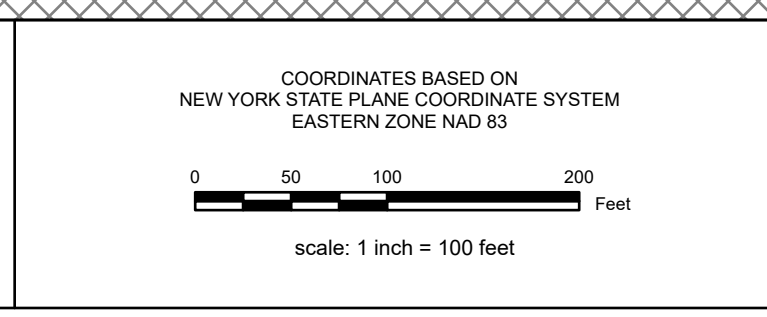 COORDINATES BASED ON
NEW YORK STATE PLANE COORDINATE SYSTEM
EASTERN ZONE NAD 83
0 50 100 200
Feet
scale: 1 inch = 100 feet